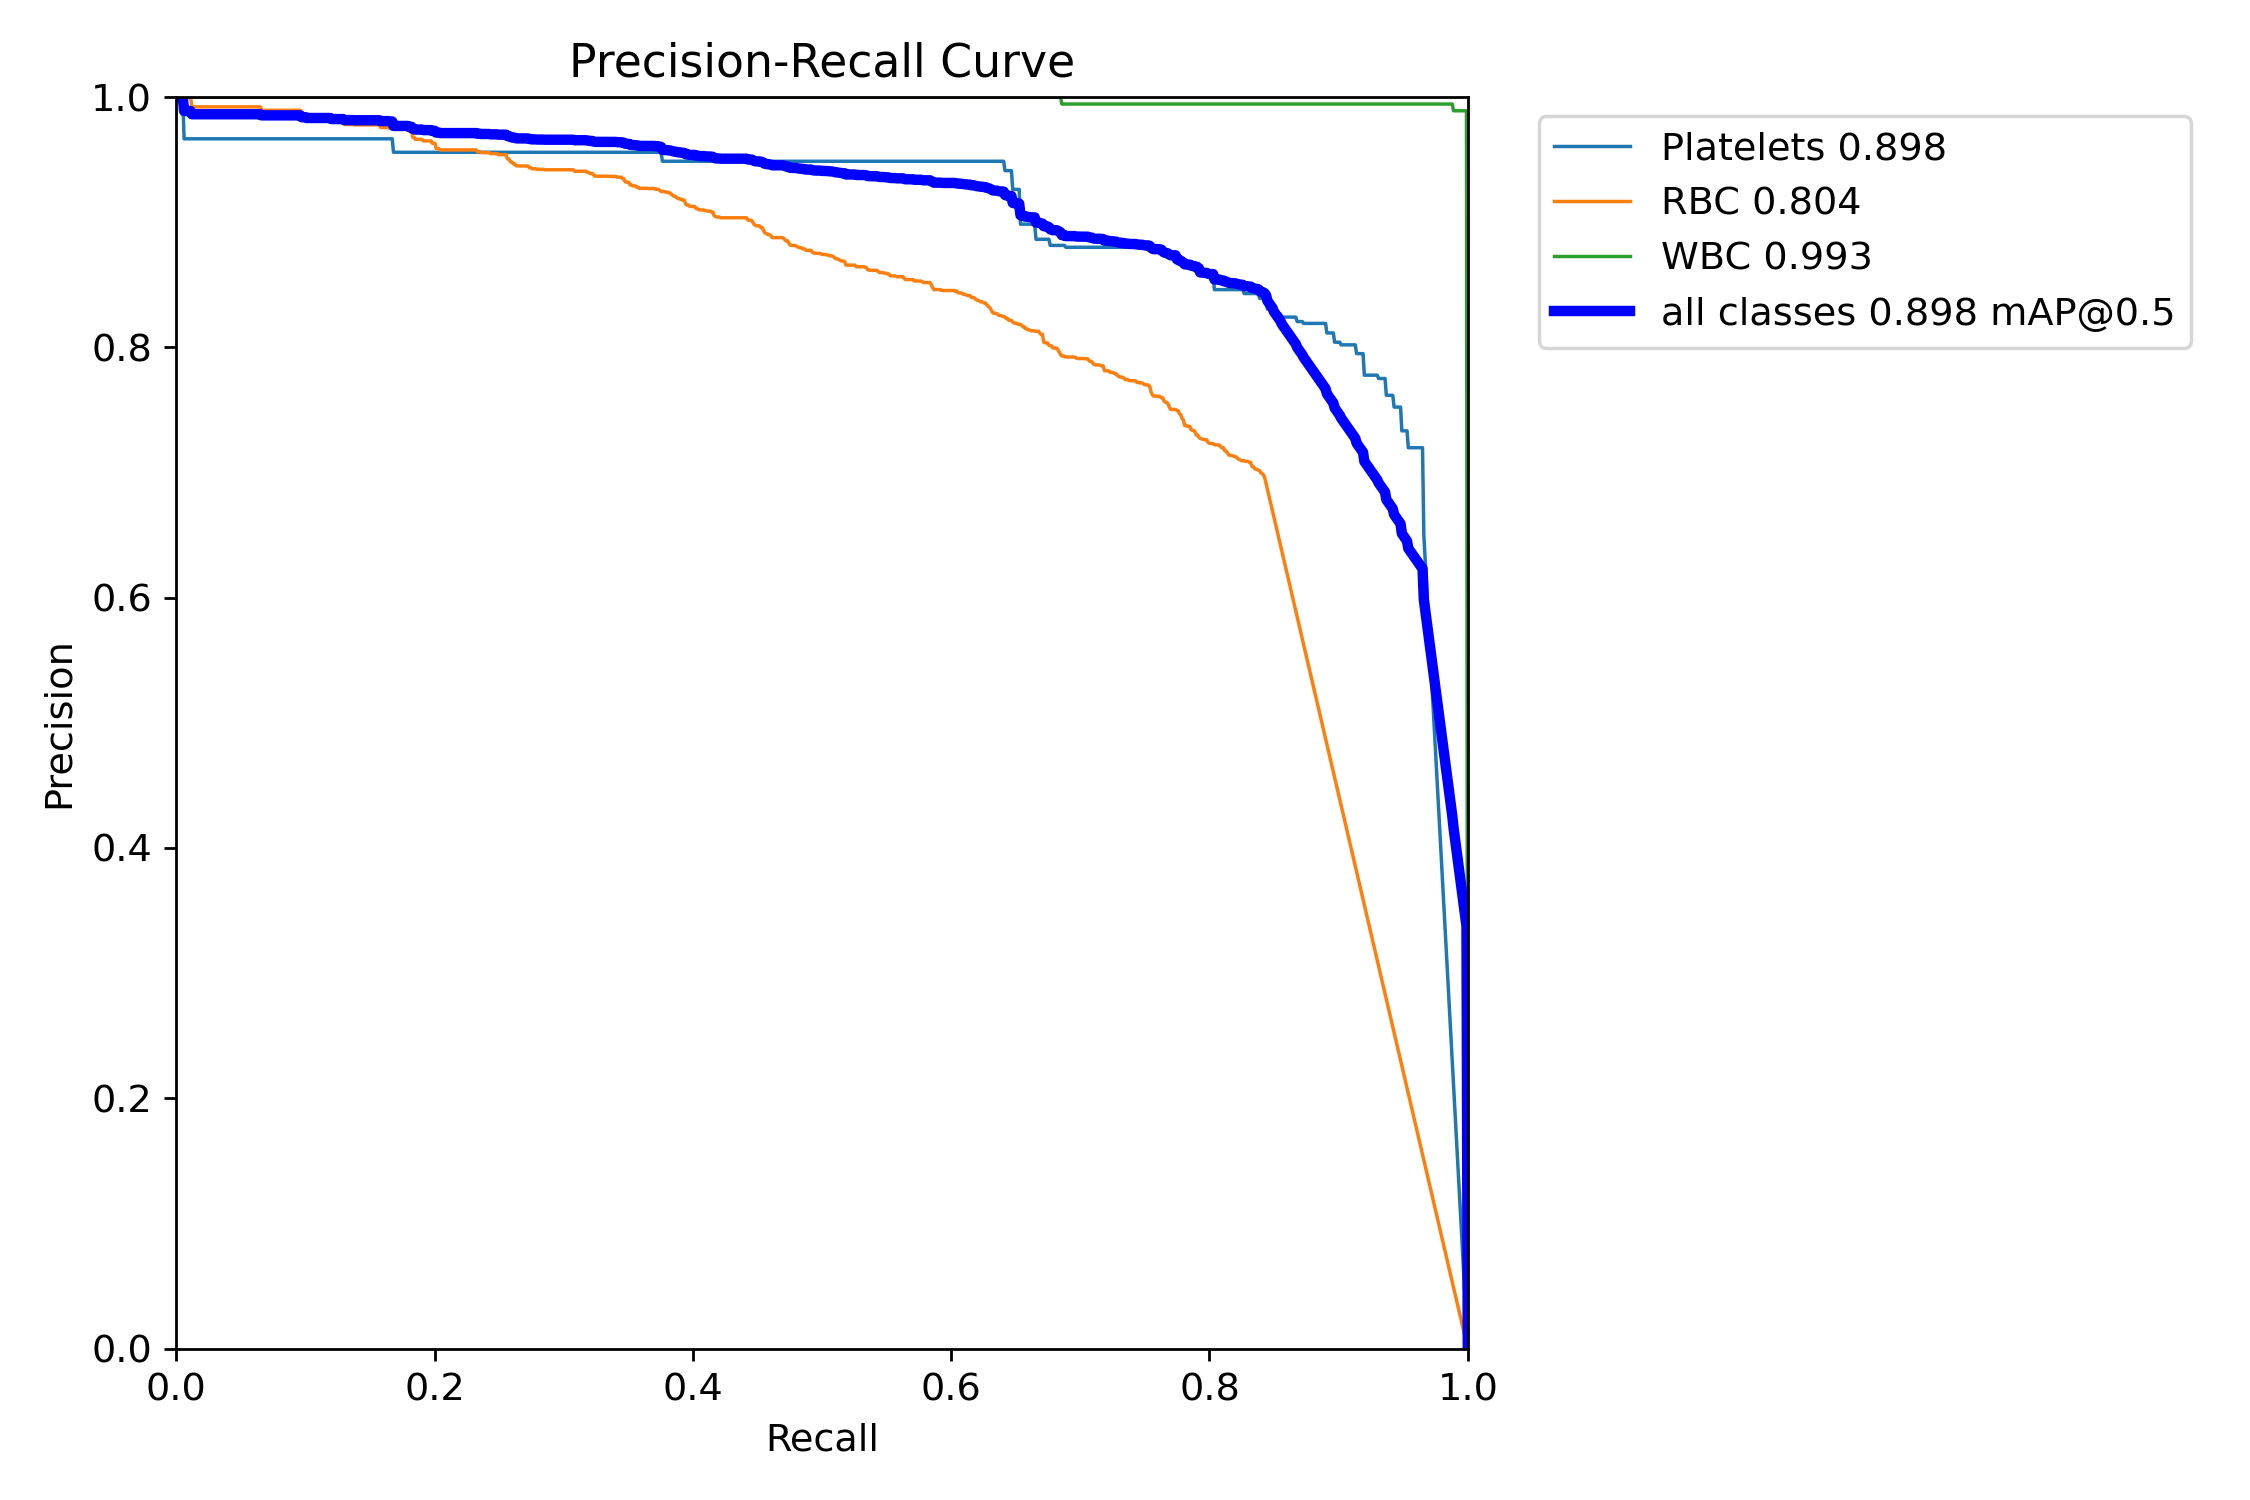 Precision-Recall Curve
1.0
0.8
0.6
0.4
0.2
0.0
Precision
0.0 0.2 0.4 0.6 0.8 1.0
Recall
Platelets 0.898
RBC 0.804
WBC 0.993
all classes 0.898 mAP@0.5